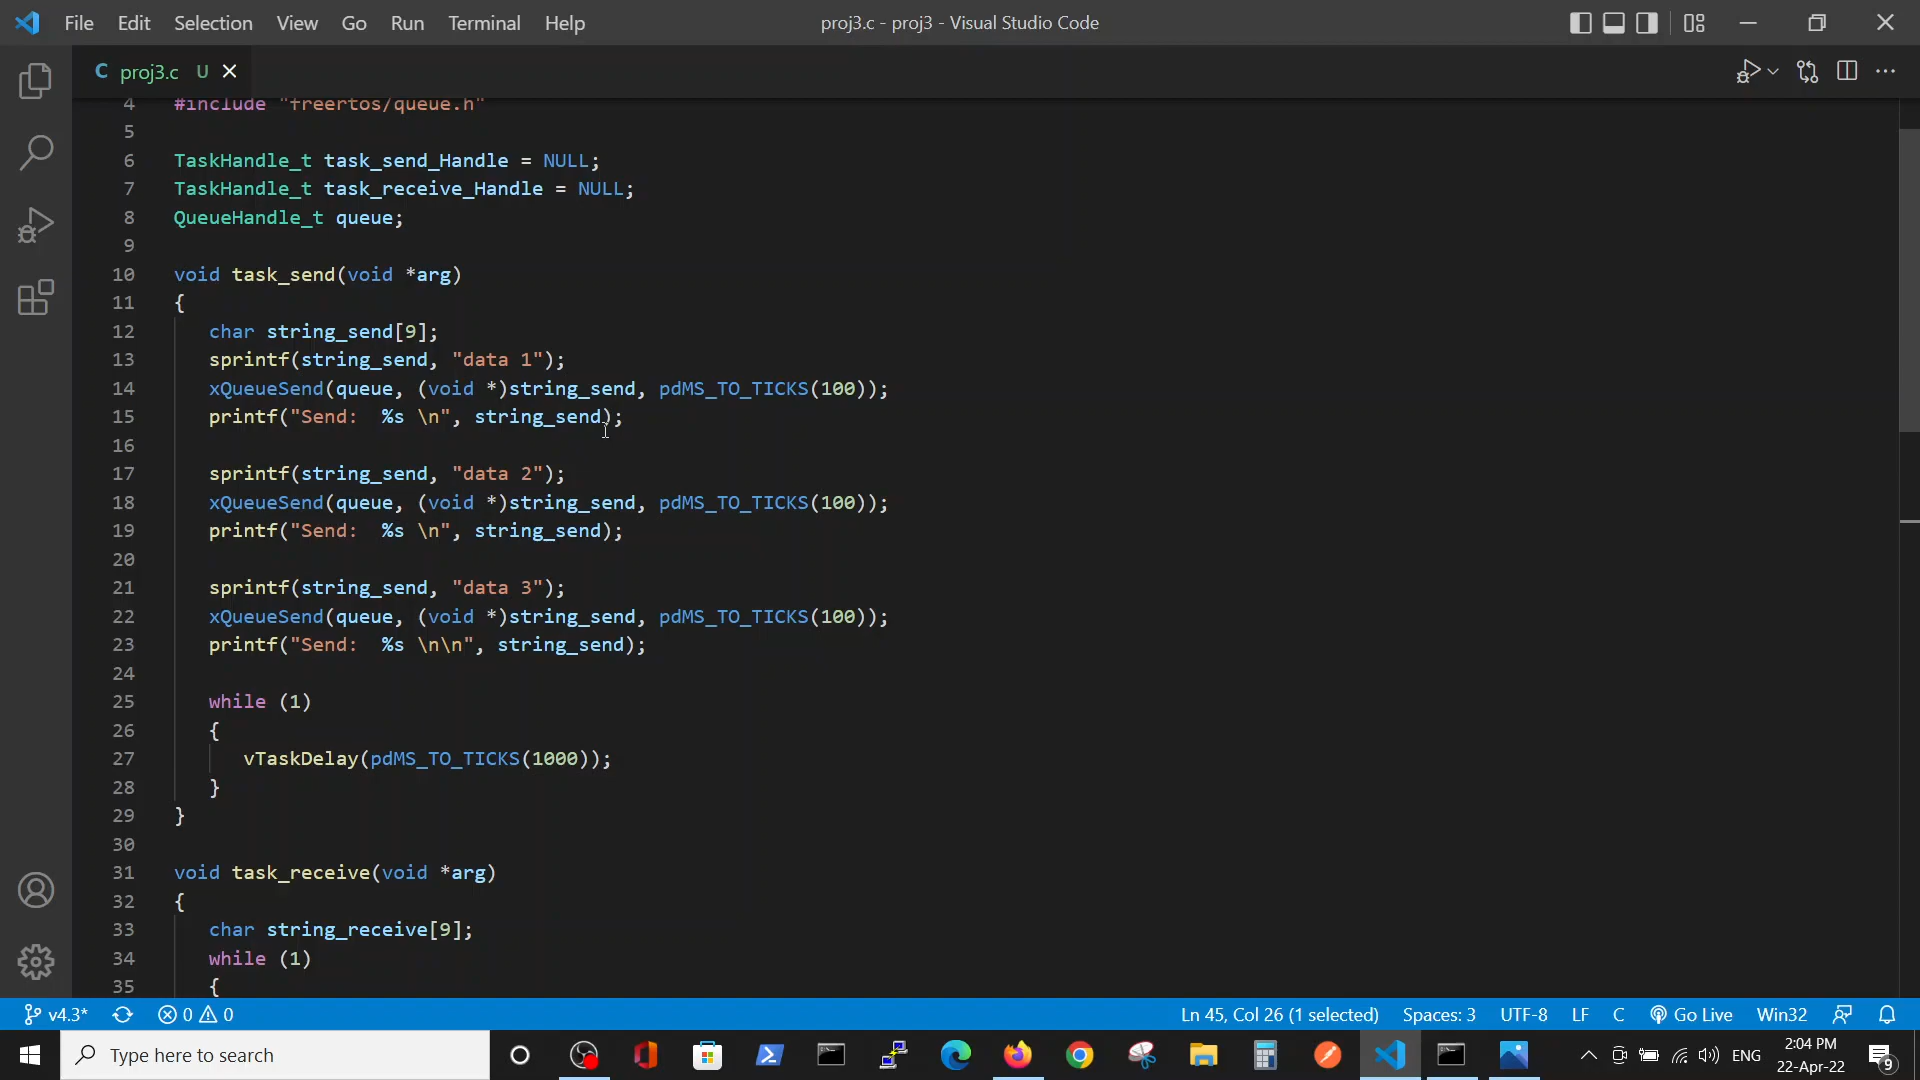 File Edit Selection View Go Run Terminal Help proj3.c - proj3 - Visual Studio Code
C proj3.c U
4 #include "freertos/queue.h"
5
6 TaskHandle_t task_send_Handle = NULL;
7 TaskHandle_t task_receive_Handle = NULL;
8 QueueHandle_t queue;
9
10 void task_send(void *arg)
11 {
12 char string_send[9];
13 sprintf(string_send, "data 1");
14 xQueueSend(queue, (void *)string_send, pdMS_TO_TICKS(100));
15 printf("Send:  %s \n", string_send);
16
17 sprintf(string_send, "data 2");
18 xQueueSend(queue, (void *)string_send, pdMS_TO_TICKS(100));
19 printf("Send:  %s \n", string_send);
20
21 sprintf(string_send, "data 3");
22 xQueueSend(queue, (void *)string_send, pdMS_TO_TICKS(100));
23 printf("Send:  %s \n\n", string_send);
24
25 while (1)
26 {
27 vTaskDelay(pdMS_TO_TICKS(1000));
28 }
29 }
30
31 void task_receive(void *arg)
32 {
33 char string_receive[9];
34 while (1)
35 {
v4.3* 0 0 Ln 45, Col 26 (1 selected) Spaces: 3 UTF-8 LF C Go Live Win32
Type here to search ENG 2:04 PM
22-Apr-22 9